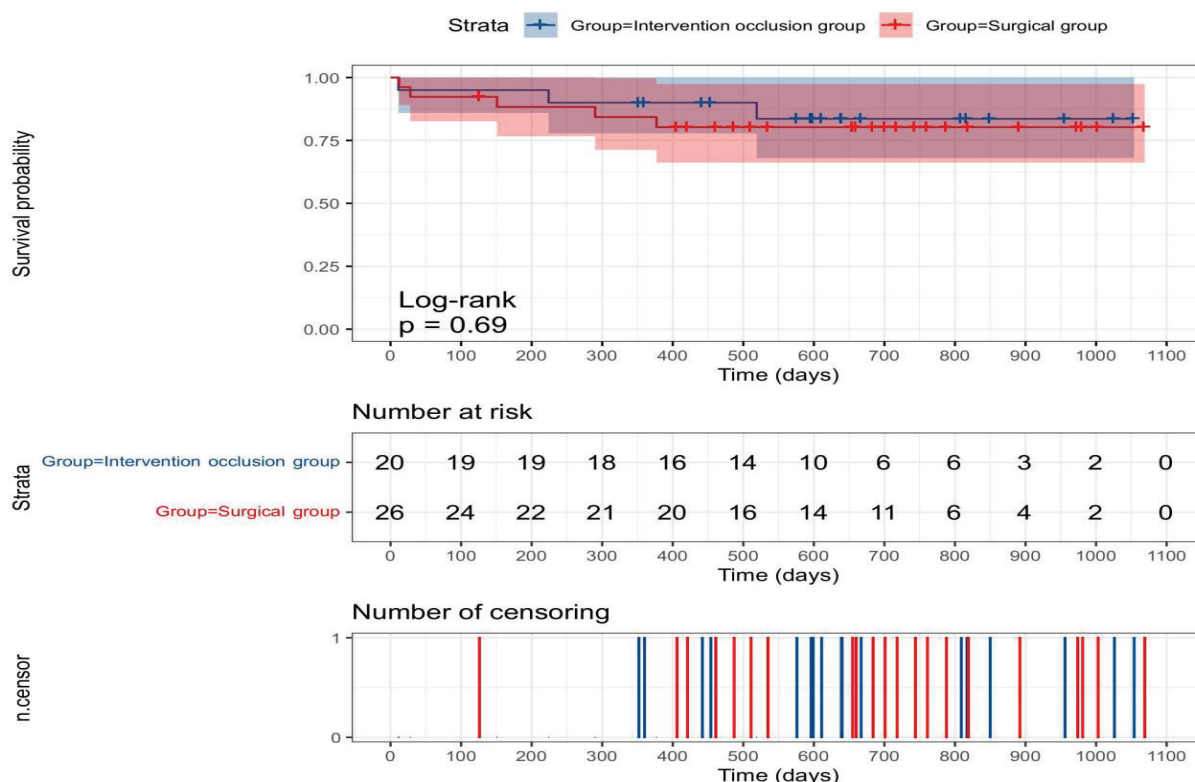 Strata Group=Intervention occlusion group Group=Surgical group
Survival probability
1.00
0.75
0.50
0.25
0.00
Log-rank
p = 0.69
0 100 200 300 400 500 600 700 800 900 1000 1100
Time (days)
Number at risk
Strata
Group=Intervention occlusion group 20 19 19 18 16 14 10 6 6 3 2 0
Group=Surgical group 26 24 22 21 20 16 14 11 6 4 2 0
0 100 200 300 400 500 600 700 800 900 1000 1100
Time (days)
Number of censoring
n.censor
1
0
0 100 200 300 400 500 600 700 800 900 1000 1100
Time (days)